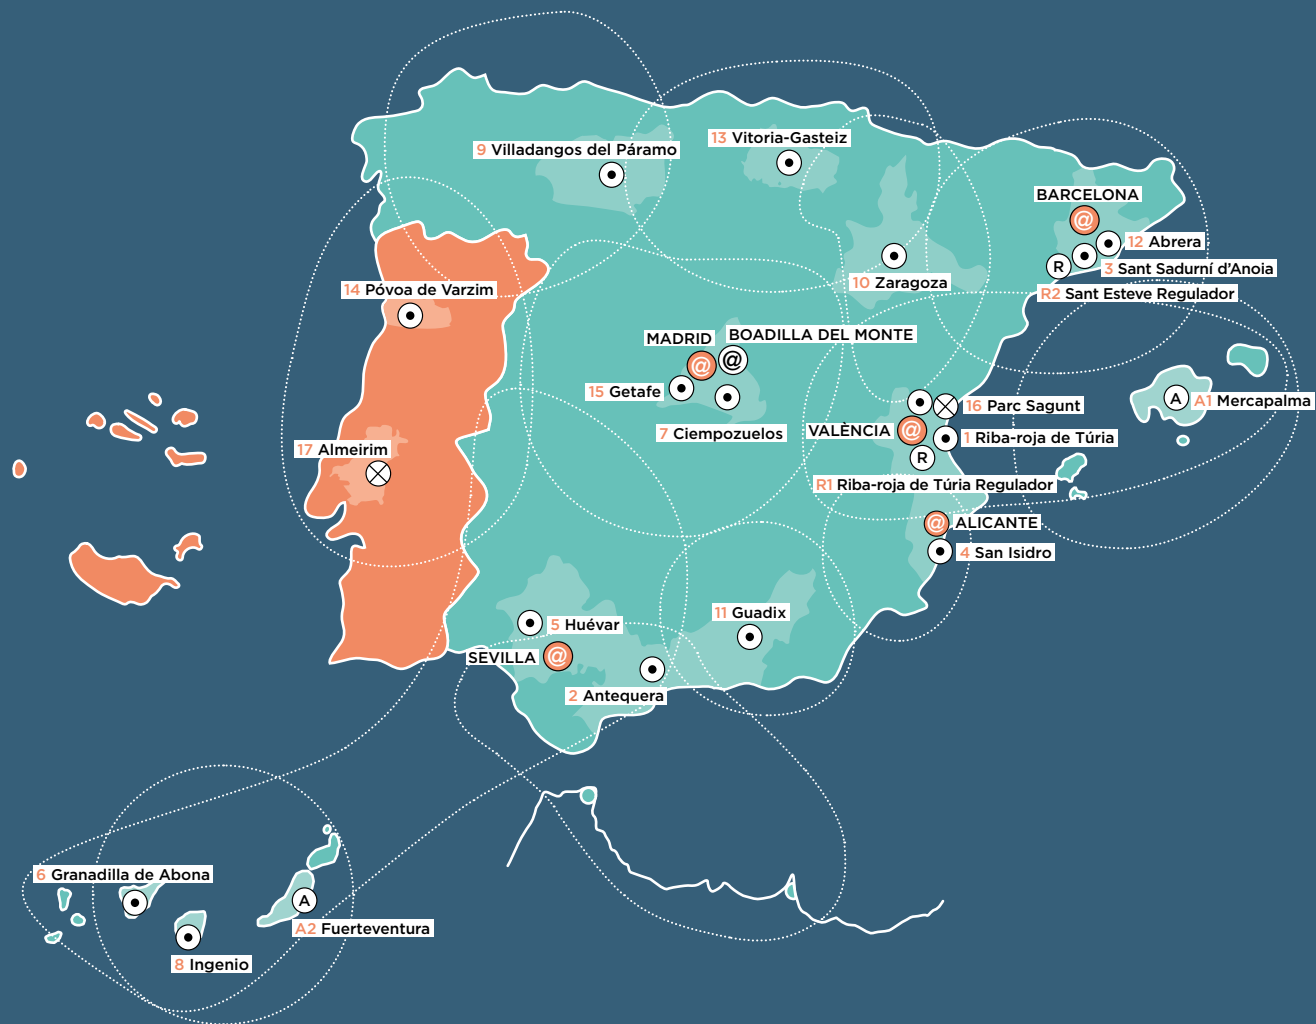 13 Vitoria-Gasteiz
9 Villadangos del Páramo
BARCELONA
@
12 Abrera
R
3 Sant Sadurní d'Anoia
10 Zaragoza
14 Póvoa de Varzim
R2 Sant Esteve Regulador
MADRID
BOADILLA DEL MONTE
@
@
15 Getafe
A
A1 Mercapalma
16 Parc Sagunt
7 Ciempozuelos
VALÈNCIA
@
1 Riba-roja de Túria
17 Almeirim
R
R1 Riba-roja de Túria Regulador
@
ALICANTE
4 San Isidro
11 Guadix
5 Huévar
SEVILLA
@
2 Antequera
6 Granadilla de Abona
A
A2 Fuerteventura
8 Ingenio